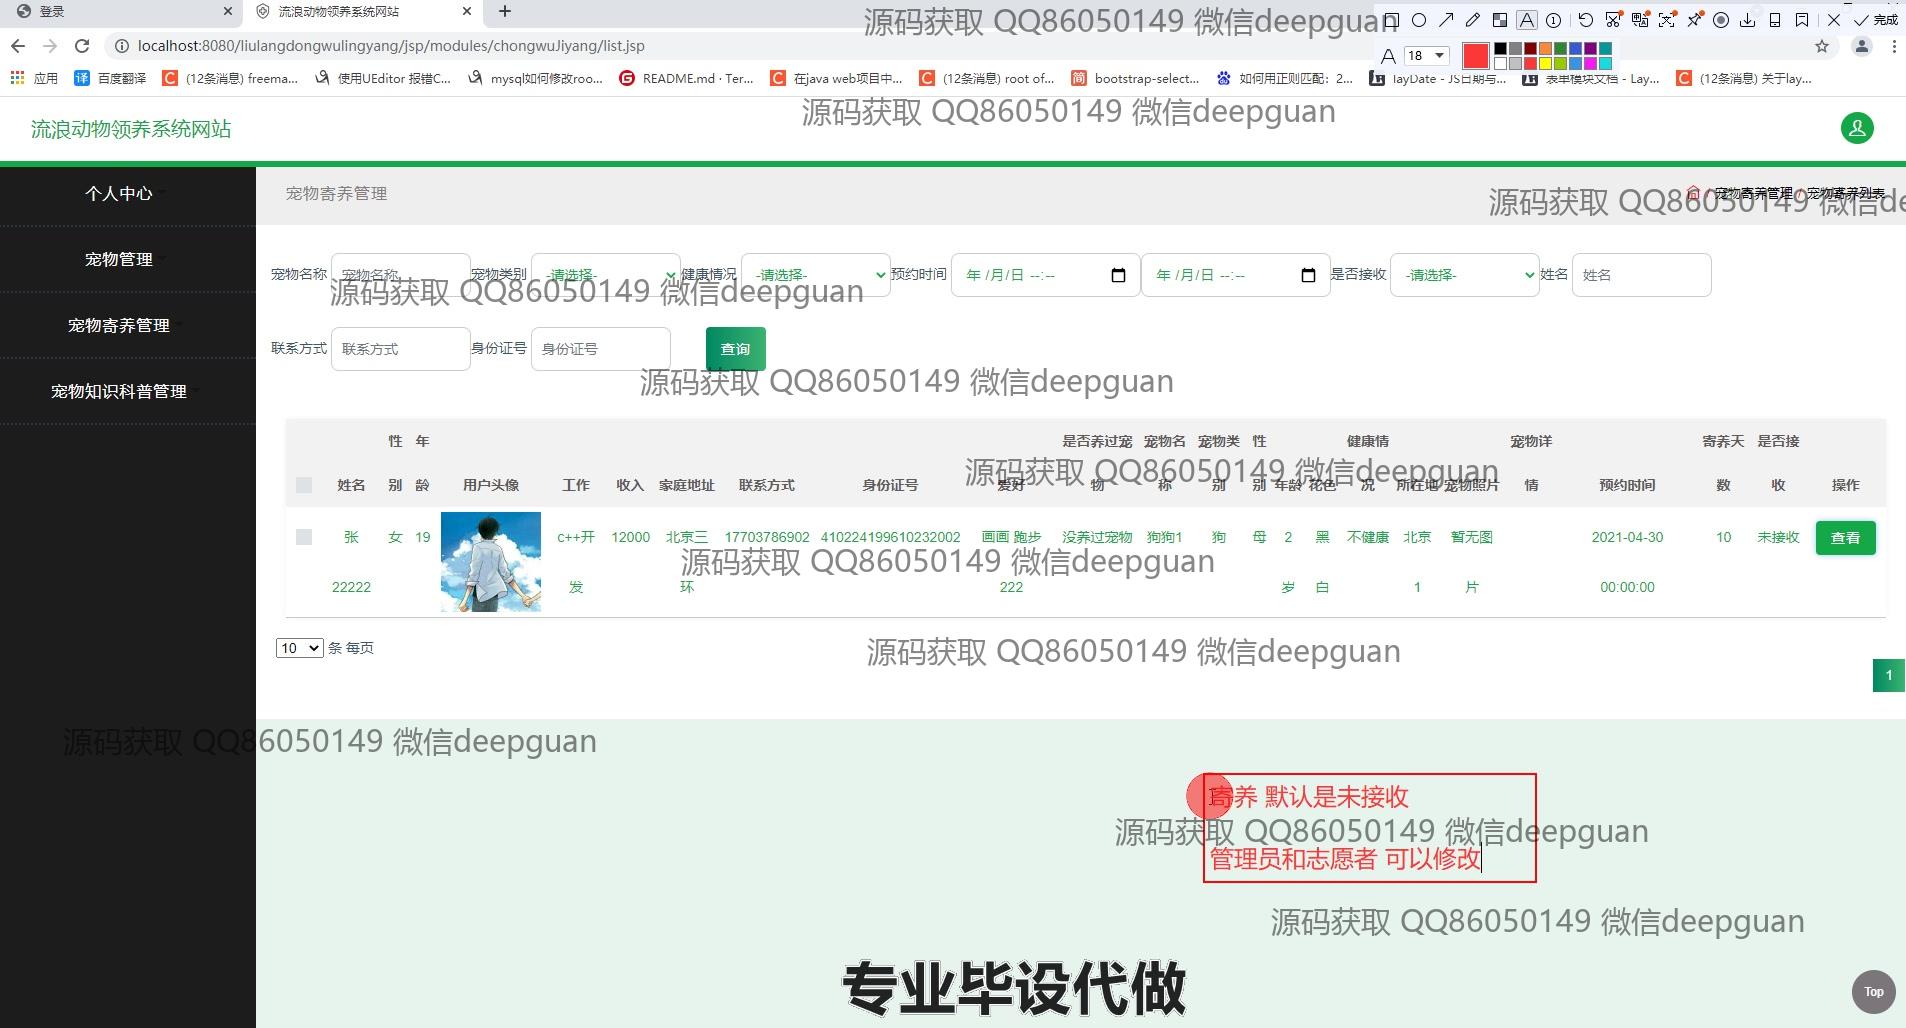 登录
流浪动物领养系统网站
源码获取 QQ86050149 微信deepguan
完成
localhost:8080/liulangdongwulingyang/jsp/modules/chongwuJiyang/list.jsp
A 18
应用 百度翻译 (12条消息) freema... 使用UEditor 报错C... mysql如何修改roo... README.md · Ter... 在java web项目中... (12条消息) root of... bootstrap-select... 如何用正则匹配：2... layDate - JS日期与... 表单模块文档 - Lay... (12条消息) 关于lay...
源码获取 QQ86050149 微信deepguan
流浪动物领养系统网站
个人中心
宠物管理
宠物寄养管理
宠物知识科普管理
宠物寄养管理
/ 宠物寄养管理 / 宠物寄养列表
源码获取 QQ86050149 微信de
宠物名称 宠物名称 宠物类别 -请选择- 健康情况 -请选择- 预约时间 年 /月/日 --:-- 年 /月/日 --:-- 是否接收 -请选择- 姓名 姓名
源码获取 QQ86050149 微信deepguan
联系方式 联系方式 身份证号 身份证号 查询
源码获取 QQ86050149 微信deepguan
性 年 是否养过宠 宠物名 宠物类 性 健康情 宠物详 寄养天 是否接
源码获取 QQ86050149 微信deepguan
姓名 别 龄 用户头像 工作 收入 家庭地址 联系方式 身份证号 爱好 物 称 别 别 年龄 花色 况 所在地 宠物照片 情 预约时间 数 收 操作
张 女 19 c++开 12000 北京三 17703786902 410224199610232002 画画 跑步 没养过宠物 狗狗1 狗 母 2 黑 不健康 北京 暂无图 2021-04-30 10 未接收 查看
源码获取 QQ86050149 微信deepguan
22222 发 环 222 岁 白 1 片 00:00:00
10 条 每页
源码获取 QQ86050149 微信deepguan
1
源码获取 QQ86050149 微信deepguan
寄养 默认是未接收
源码获取 QQ86050149 微信deepguan
管理员和志愿者 可以修改
源码获取 QQ86050149 微信deepguan
专业毕设代做
Top